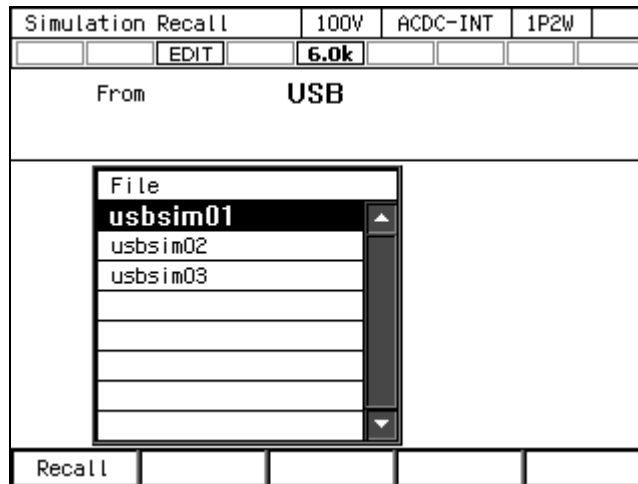 Simulation Recall 100V ACDC-INT 1P2W
EDIT 6.0k
From USB
File
usbsim01
usbsim02
usbsim03
Recall